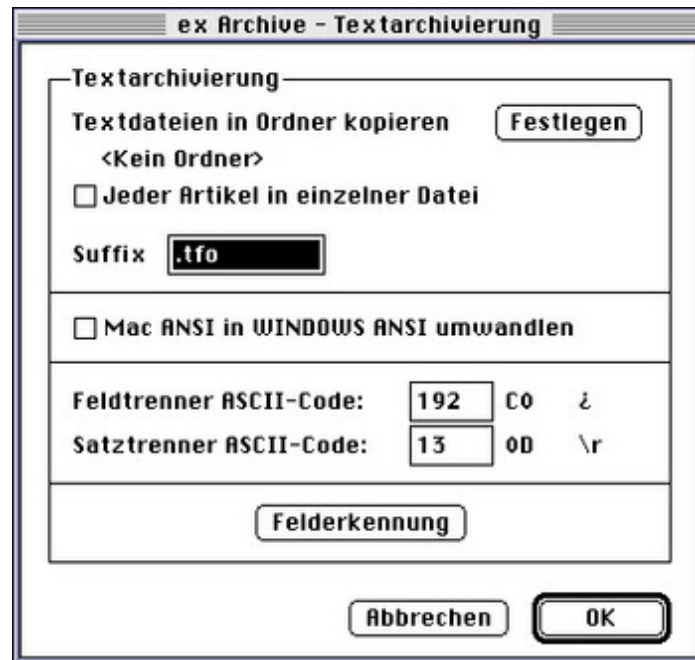 ex Archive - Textarchivierung
Textarchivierung
Textdateien in Ordner kopieren Festlegen
<Kein Ordner>
Jeder Artikel in einzelner Datei
Suffix .tfo
Mac ANSI in WINDOWS ANSI umwandlen
Feldtrenner ASCII-Code: 192 C0 ¿
Satztrenner ASCII-Code: 13 0D \r
Felderkennung
Abbrechen OK